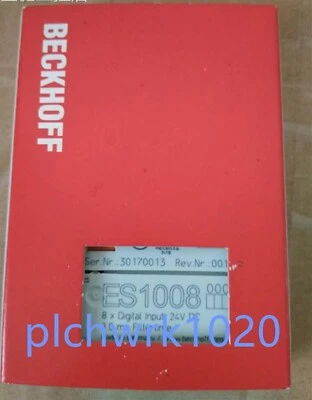 BECKHOFF
Ser.Nr.:30170013 Rev.Nr.:001
ES1008
8 x Digital Input 24V DC
plchwrk1020